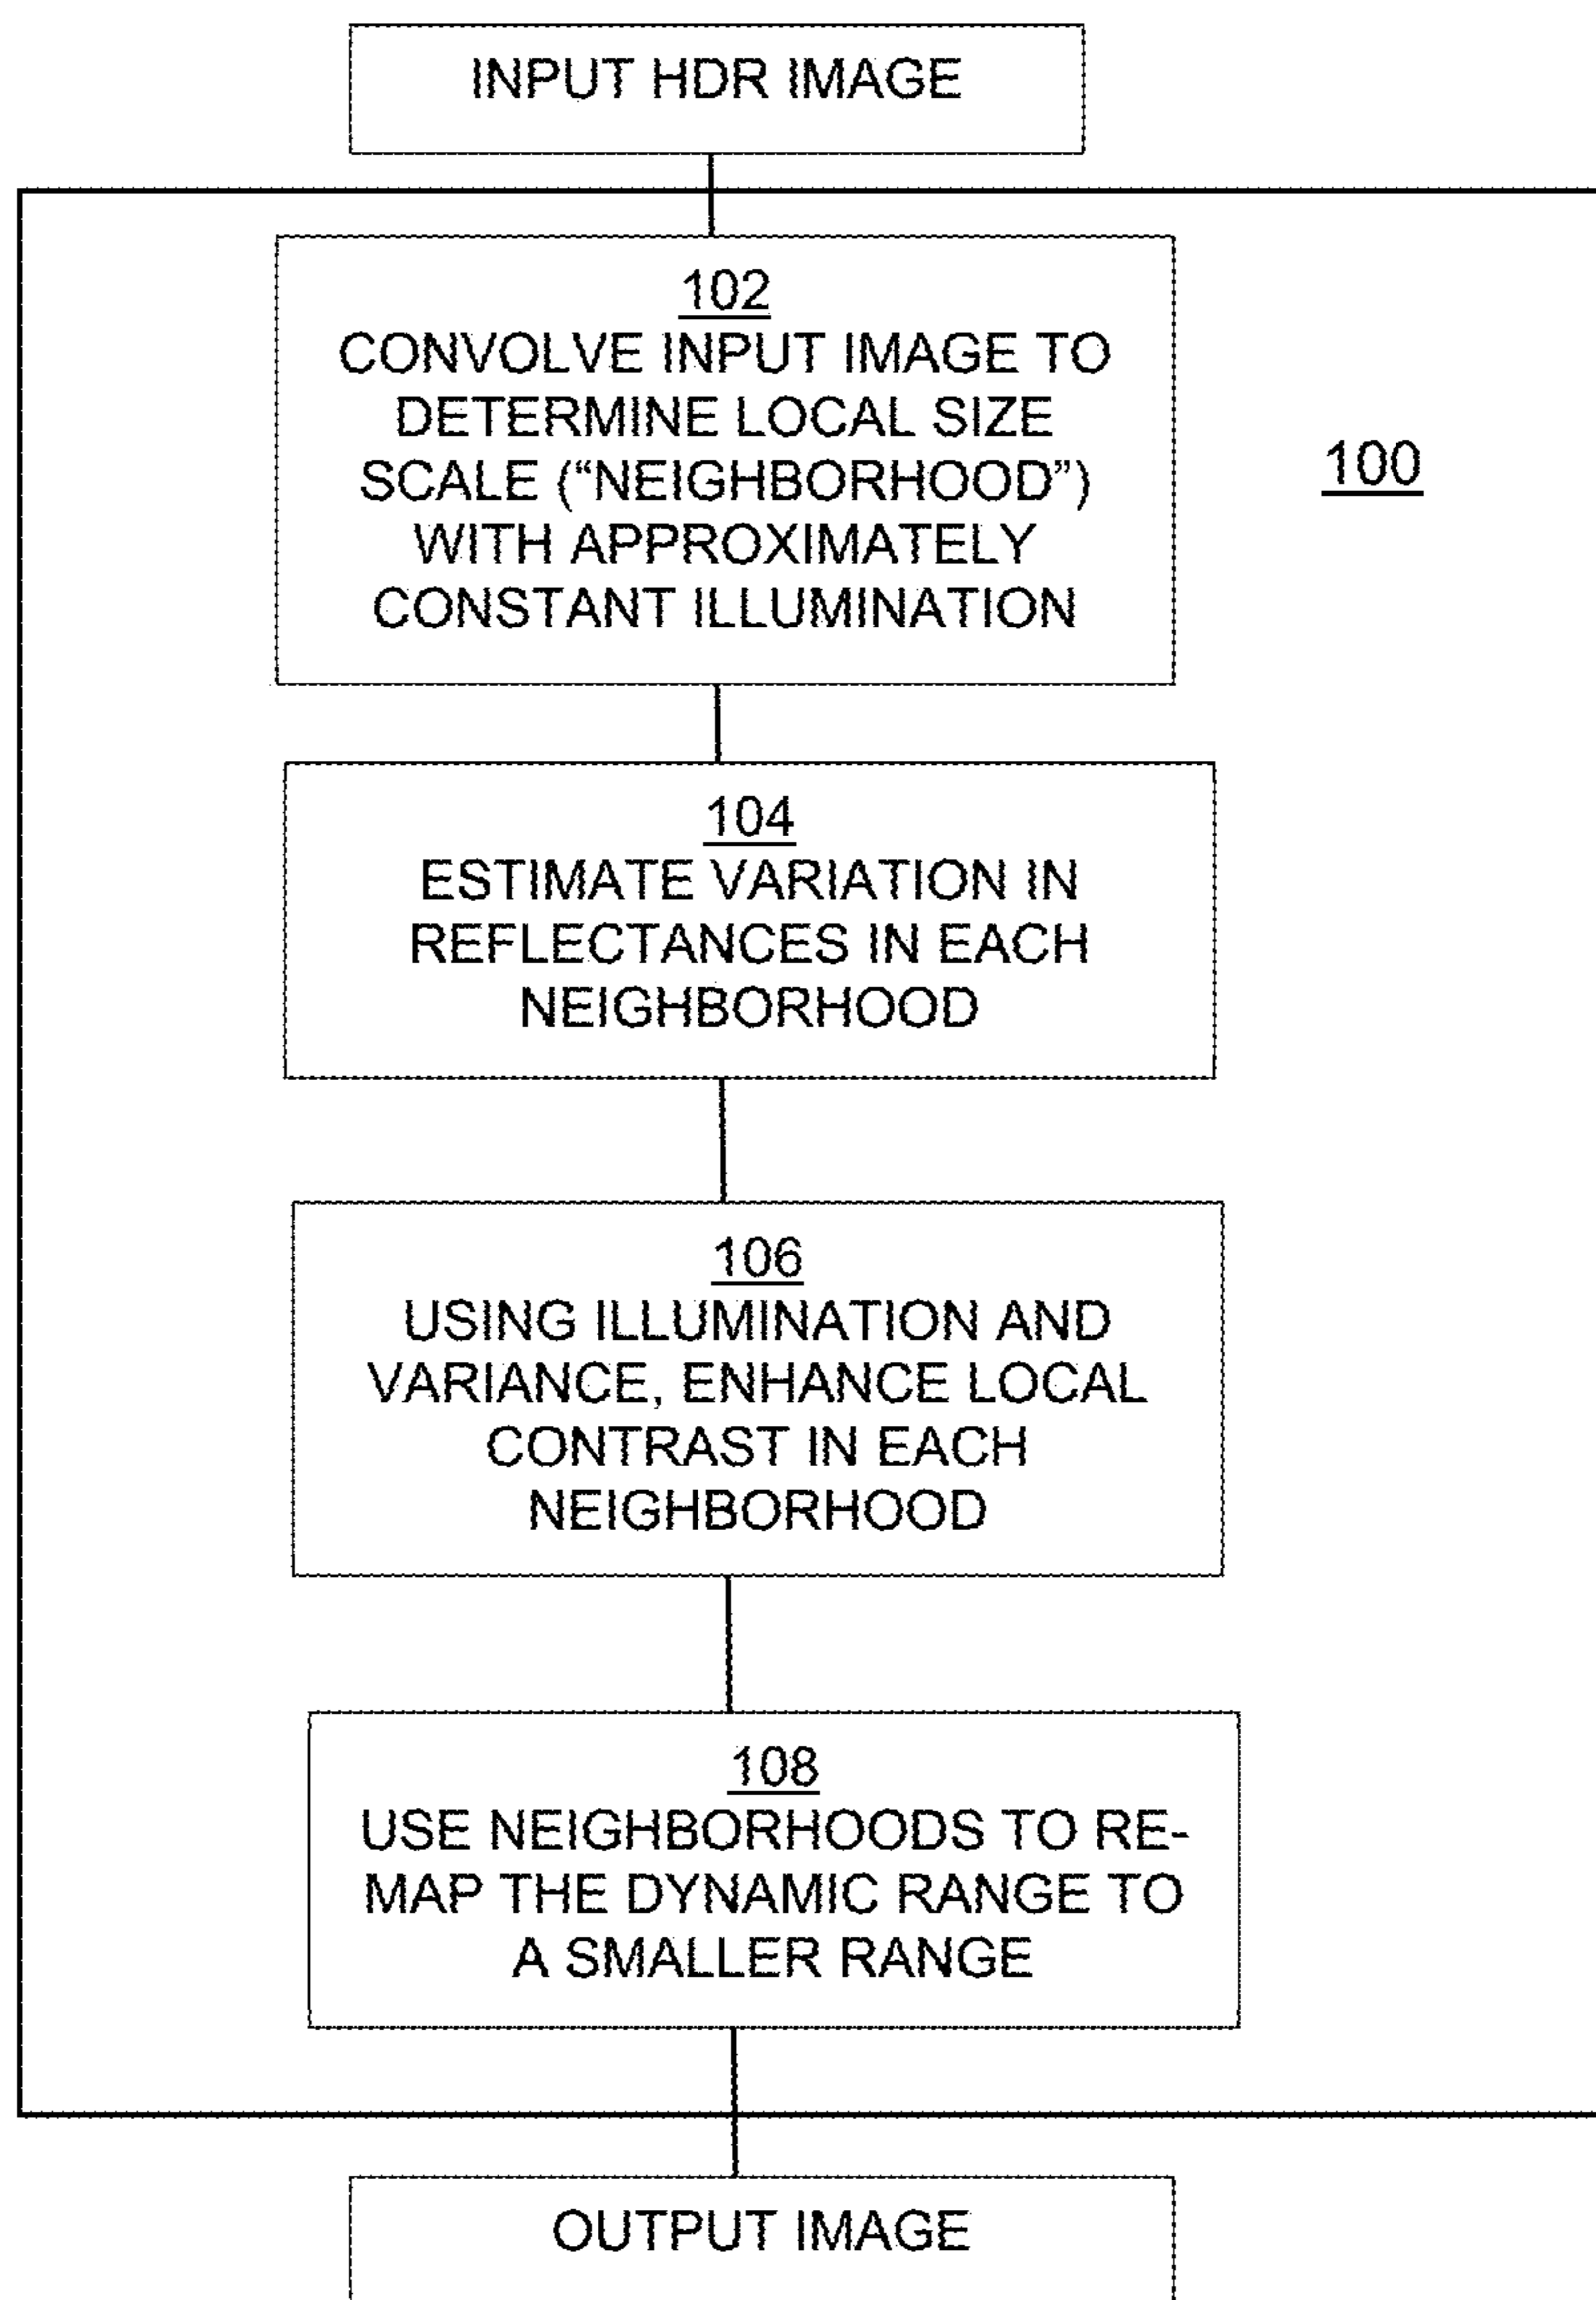 INPUT HDR IMAGE
102
CONVOLVE INPUT IMAGE TO
DETERMINE LOCAL SIZE
SCALE (“NEIGHBORHOOD”)
WITH APPROXIMATELY
CONSTANT ILLUMINATION
100
104
ESTIMATE VARIATION IN
REFLECTANCES IN EACH
NEIGHBORHOOD
106
USING ILLUMINATION AND
VARIANCE, ENHANCE LOCAL
CONTRAST IN EACH
NEIGHBORHOOD
108
USE NEIGHBORHOODS TO RE-
MAP THE DYNAMIC RANGE TO
A SMALLER RANGE
OUTPUT IMAGE